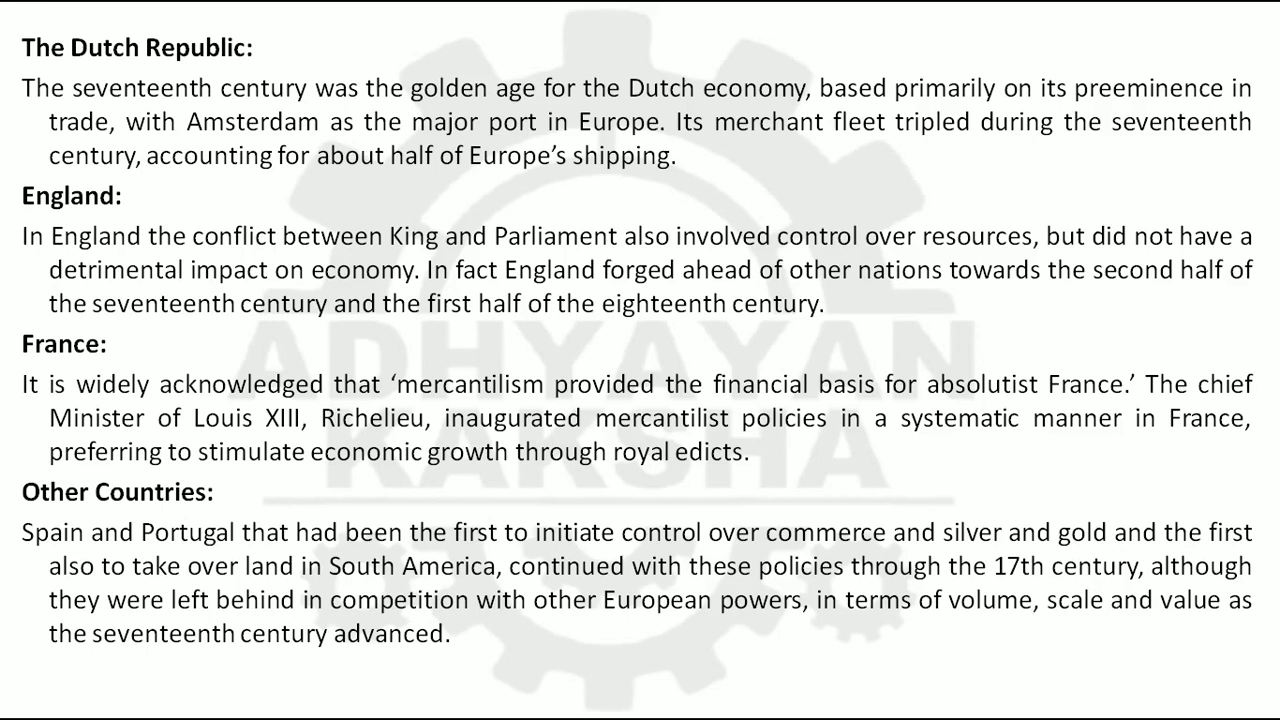 The Dutch Republic:
The seventeenth century was the golden age for the Dutch economy, based primarily on its preeminence in
trade, with Amsterdam as the major port in Europe. Its merchant fleet tripled during the seventeenth
century, accounting for about half of Europe’s shipping.
England:
In England the conflict between King and Parliament also involved control over resources, but did not have a
detrimental impact on economy. In fact England forged ahead of other nations towards the second half of
the seventeenth century and the first half of the eighteenth century.
France:
It is widely acknowledged that ‘mercantilism provided the financial basis for absolutist France.’ The chief
Minister of Louis XIII, Richelieu, inaugurated mercantilist policies in a systematic manner in France,
preferring to stimulate economic growth through royal edicts.
Other Countries:
Spain and Portugal that had been the first to initiate control over commerce and silver and gold and the first
also to take over land in South America, continued with these policies through the 17th century, although
they were left behind in competition with other European powers, in terms of volume, scale and value as
the seventeenth century advanced.
ADHYAYAN
RAKSHA